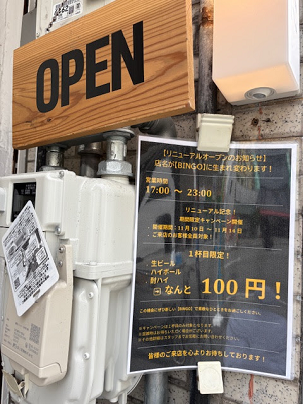 OPEN
【リニューアルオープンのお知らせ】
店名が【BINGO】に生まれ変わります！
営業時間
17:00 ～ 23:00
リニューアル記念！
期間限定キャンペーン開催
開催期間：11月10日 ～ 11月14日
ご来店のお客様全員対象！
1杯目限定！
生ビール
ハイボール
酎ハイ
なんと 100円！
皆様のご来店を心よりお待ちしております！